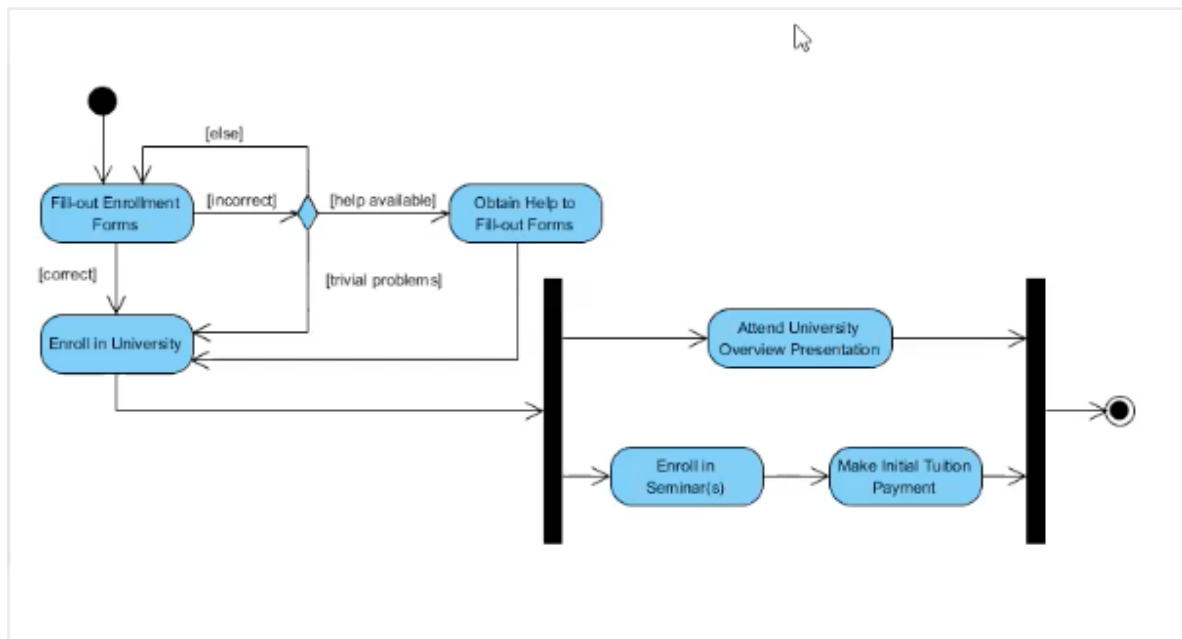 [else]
Fill-out Enrollment
Forms
[incorrect]
[help available]
Obtain Help to
Fill-out Forms
[correct]
[trivial problems]
Enroll in University
Attend University
Overview Presentation
Enroll in
Seminar(s)
Make Initial Tuition
Payment